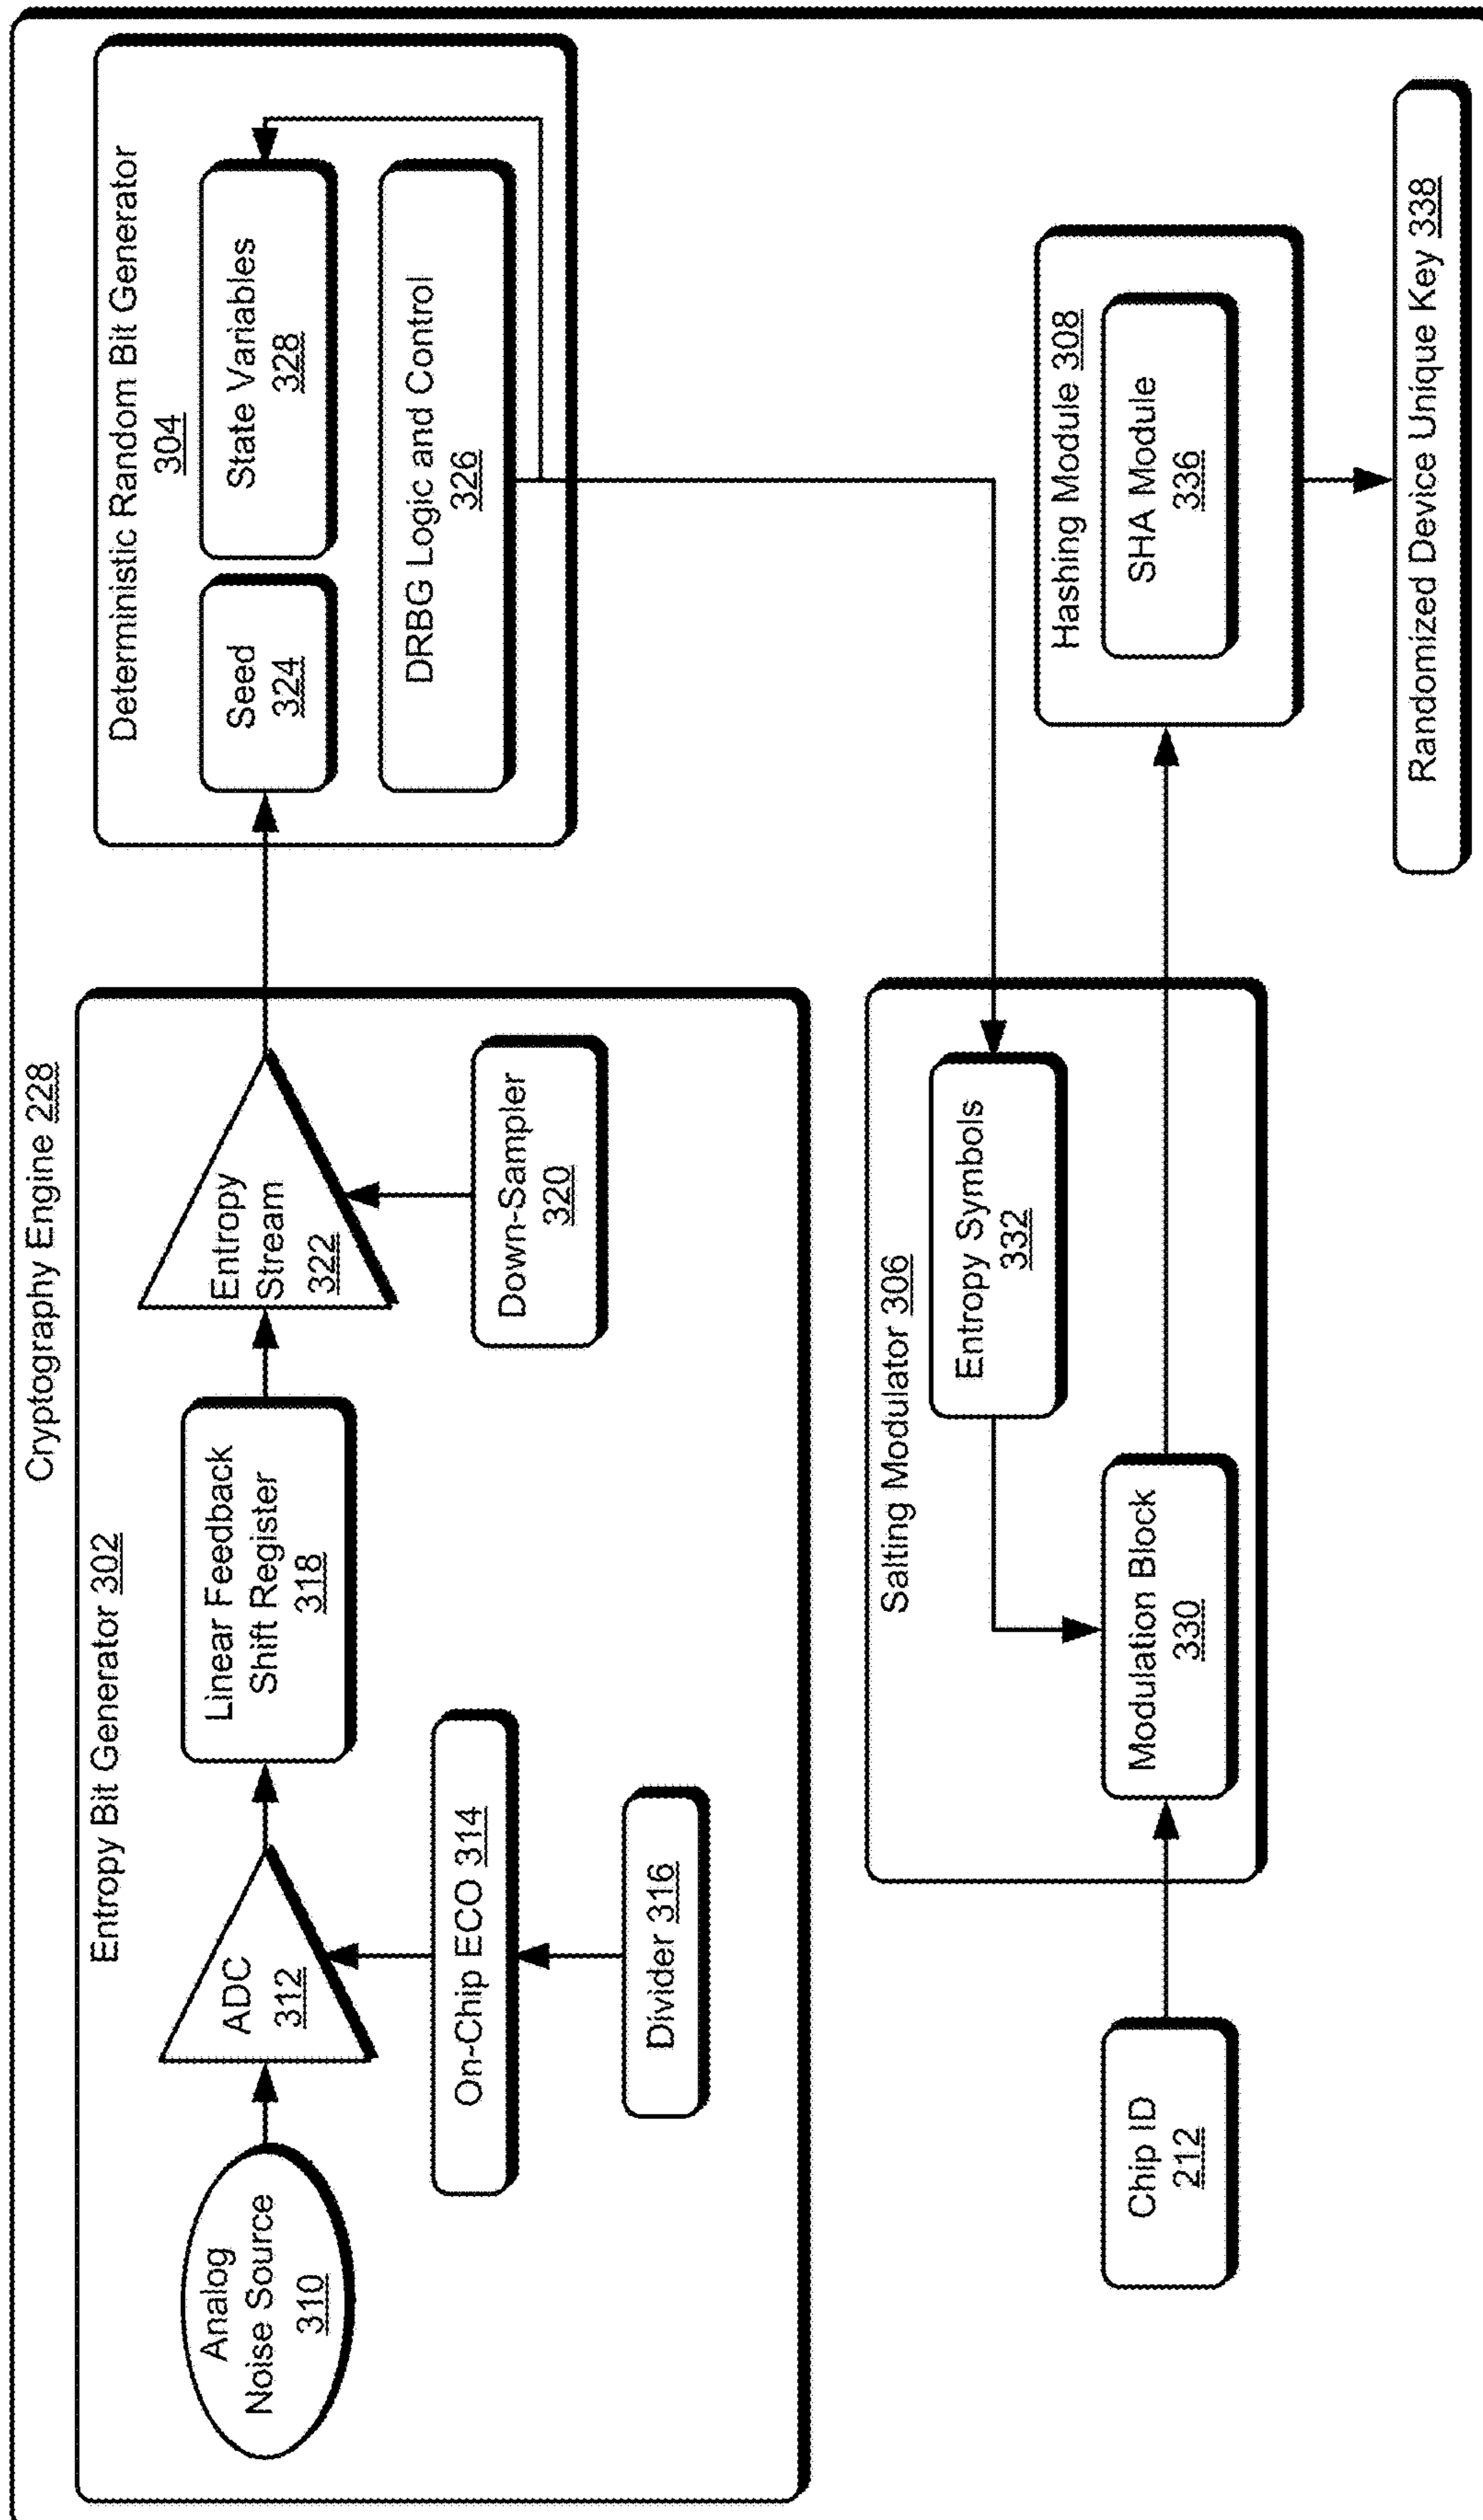 Cryptography Engine 228
Entropy Bit Generator 302
Analog
Noise Source
310
ADC
312
On-Chip ECO 314
Divider 316
Linear Feedback
Shift Register
318
Entropy
Stream
322
Down-Sampler
320
Deterministic Random Bit Generator
304
Seed
324
State Variables
328
DRBG Logic and Control
326
Chip ID
212
Salting Modulator 306
Entropy Symbols
332
Modulation Block
330
Hashing Module 308
SHA Module
336
Randomized Device Unique Key 338